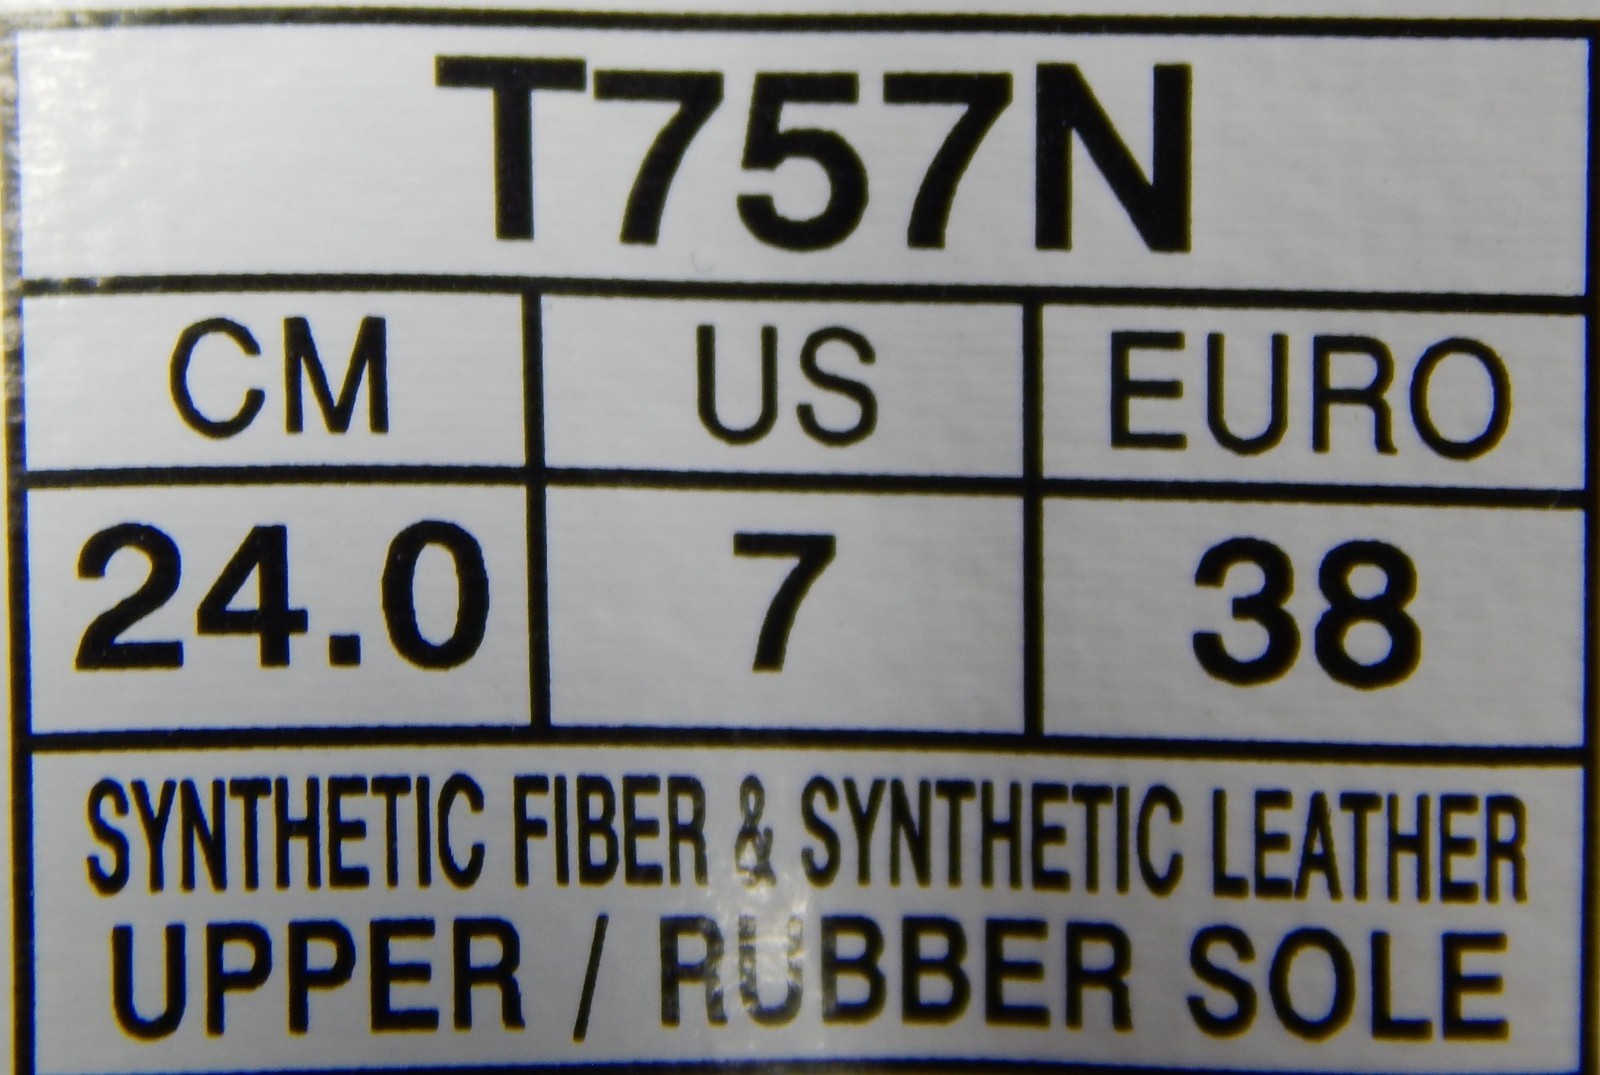 T757N
CM US EURO
24.0 7 38
SYNTHETIC FIBER & SYNTHETIC LEATHER
UPPER / RUBBER SOLE